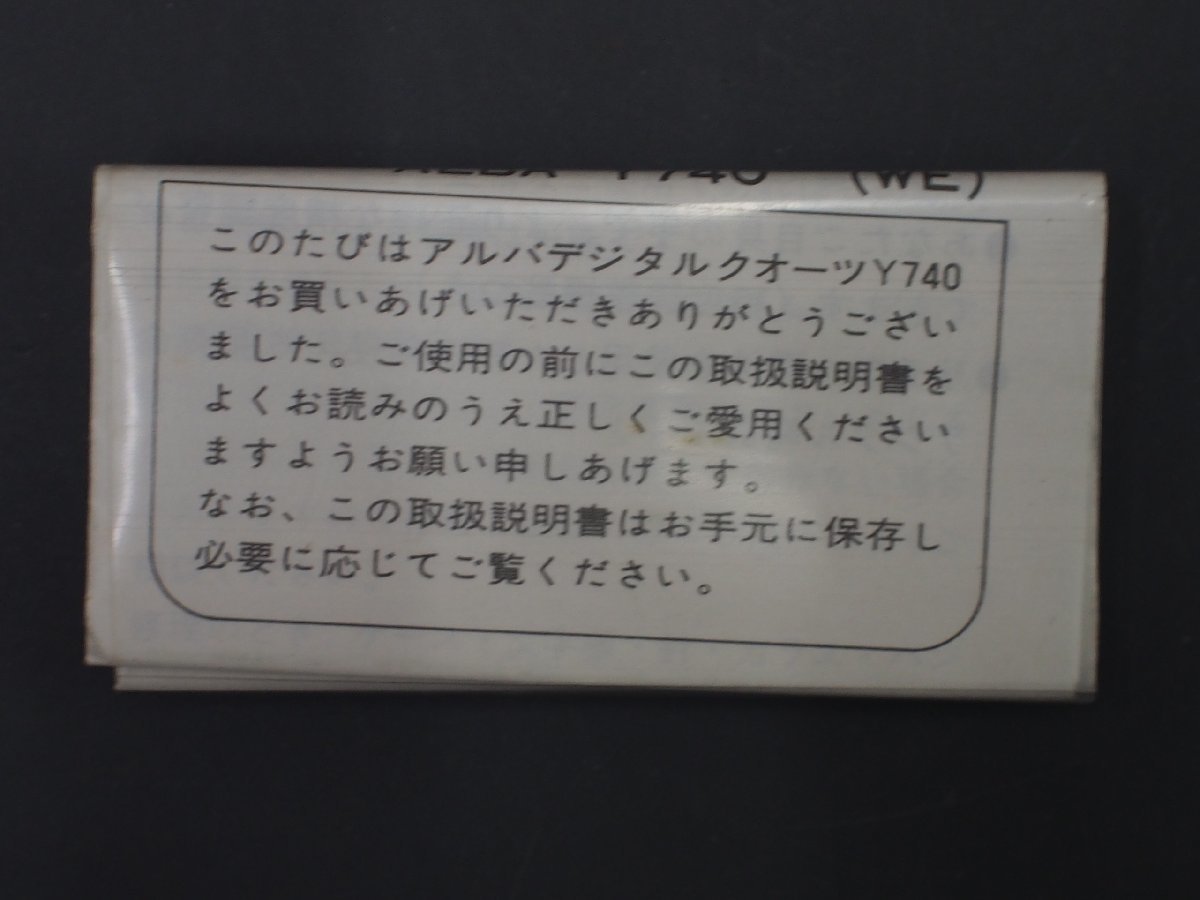 ALBA Y740 (WE)
このたびはアルバデジタルクオーツY740
をお買いあげいただきありがとうござい
ました。ご使用の前にこの取扱説明書を
よくお読みのうえ正しくご愛用ください
ますようお願い申しあげます。
なお、この取扱説明書はお手元に保存し
必要に応じてご覧ください。